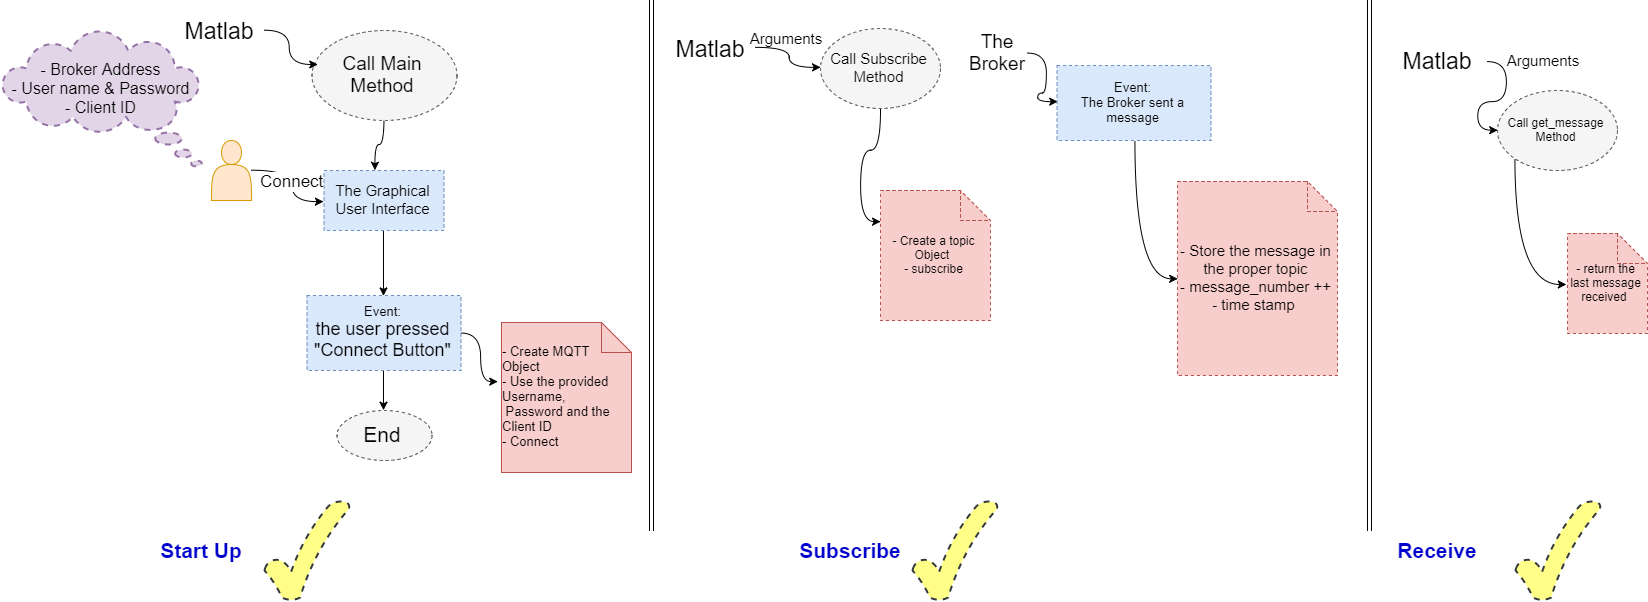 Matlab
Call Main
Method
- Broker Address
- User name & Password
- Client ID
Connect
The Graphical
User Interface
Event:
the user pressed
"Connect Button"
- Create MQTT
Object
- Use the provided
Username,
Password and the
Client ID
- Connect
End
Start Up
Matlab
Arguments
Call Subscribe
Method
- Create a topic
Object
- subscribe
The
Broker
Event:
The Broker sent a
message
- Store the message in
the proper topic
- message_number ++
- time stamp
Subscribe
Matlab
Arguments
Call get_message
Method
- return the
last message
received
Receive